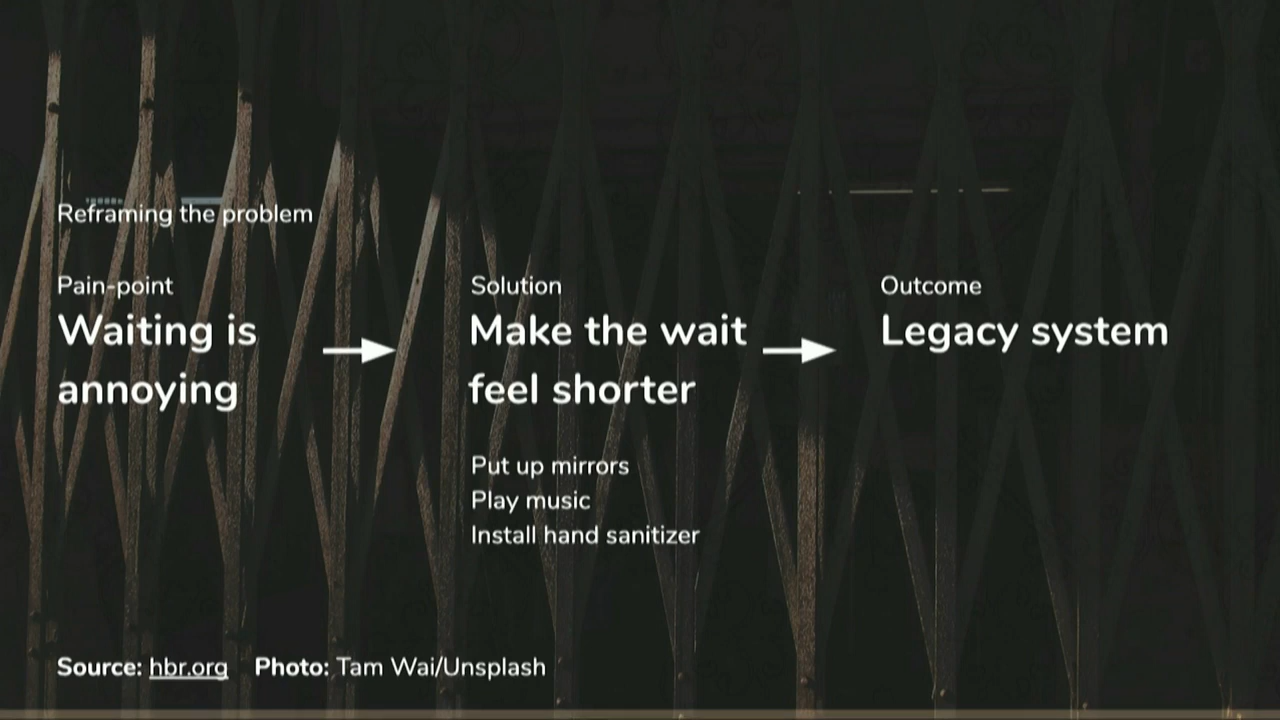 Reframing the problem
Pain-point
Waiting is
annoying
Solution
Make the wait
feel shorter
Put up mirrors
Play music
Install hand sanitizer
Outcome
Legacy system
Source: hbr.org Photo: Tam Wai/Unsplash